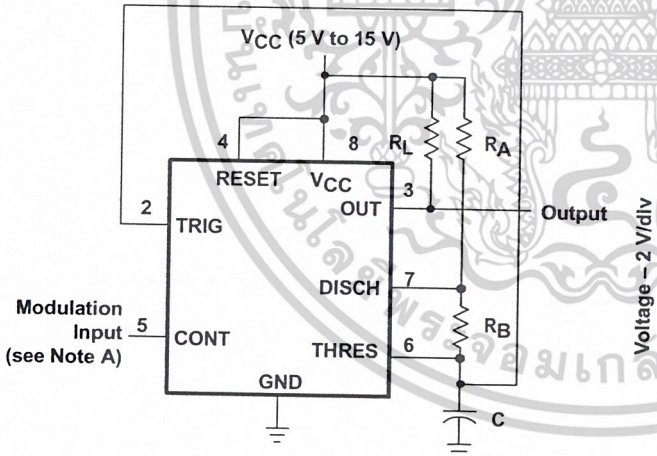 VCC (5 V to 15 V)
4
8
RL
RA
RESET
VCC
3
2
TRIG
OUT
Output
DISCH
7
Modulation
Input
(see Note A)
5
CONT
RB
THRES
6
GND
C
Voltage – 2 V/div